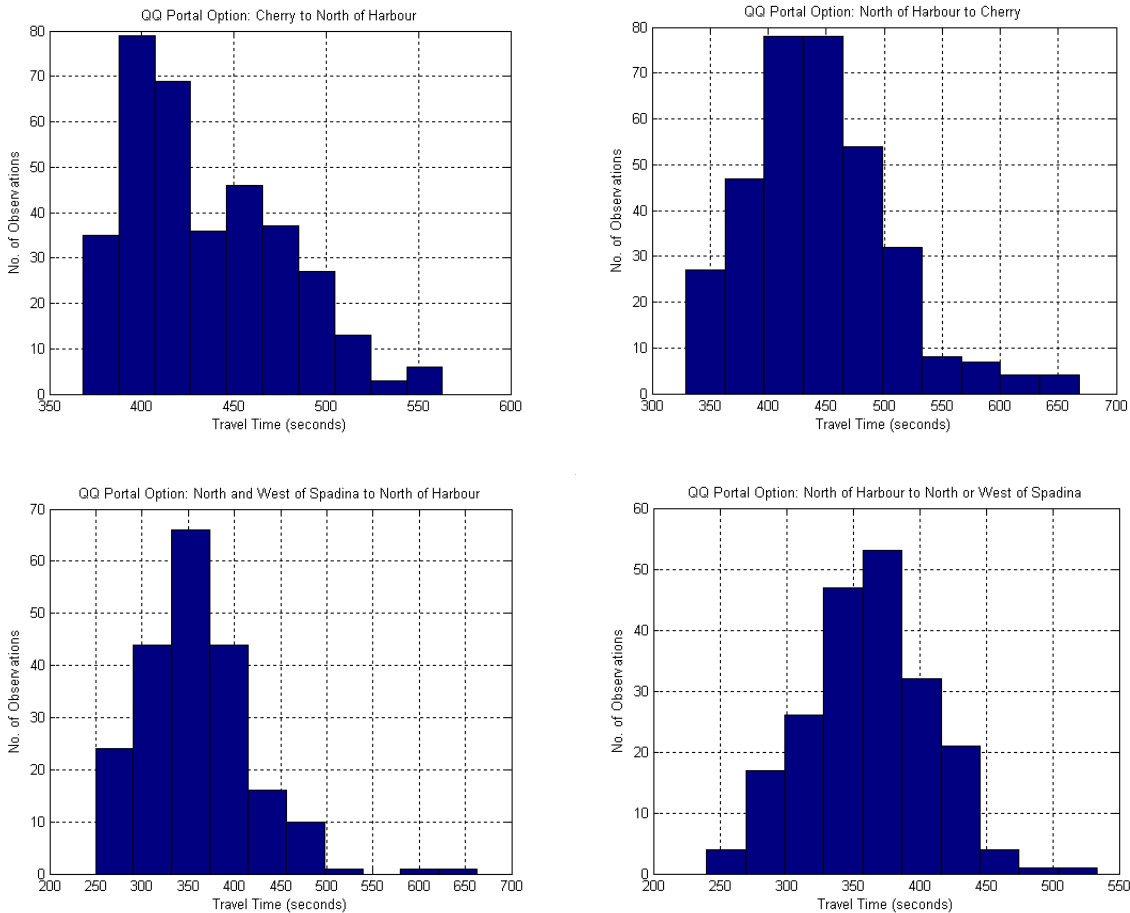 QQ Portal Option: Cherry to North of Harbour
80
70
60
50
40
30
20
10
0
No. of Observations
350 400 450 500 550 600
Travel Time (seconds)
QQ Portal Option: North of Harbour to Cherry
80
70
60
50
40
30
20
10
0
No. of Observations
300 350 400 450 500 550 600 650 700
Travel Time (seconds)
QQ Portal Option: North and West of Spadina to North of Harbour
70
60
50
40
30
20
10
0
No. of Observations
200 250 300 350 400 450 500 550 600 650 700
Travel Time (seconds)
QQ Portal Option: North of Harbour to North or West of Spadina
60
50
40
30
20
10
0
No. of Observations
200 250 300 350 400 450 500 550
Travel Time (seconds)